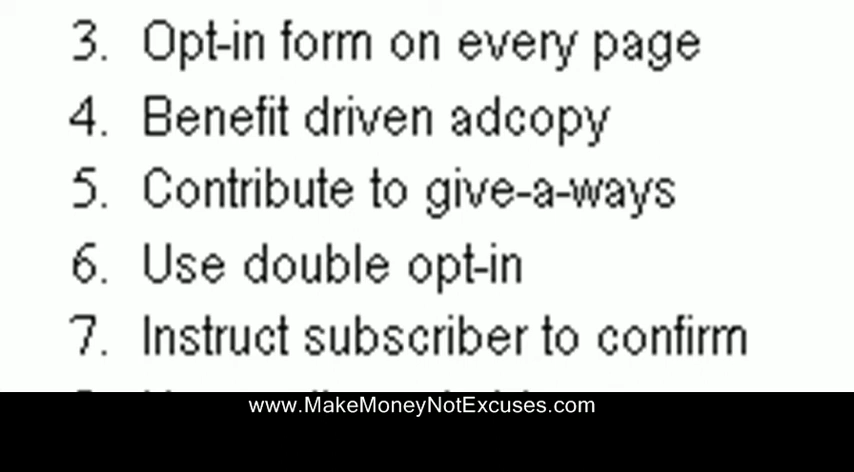 3. Opt-in form on every page
4. Benefit driven adcopy
5. Contribute to give-a-ways
6. Use double opt-in
7. Instruct subscriber to confirm
www.MakeMoneyNotExcuses.com